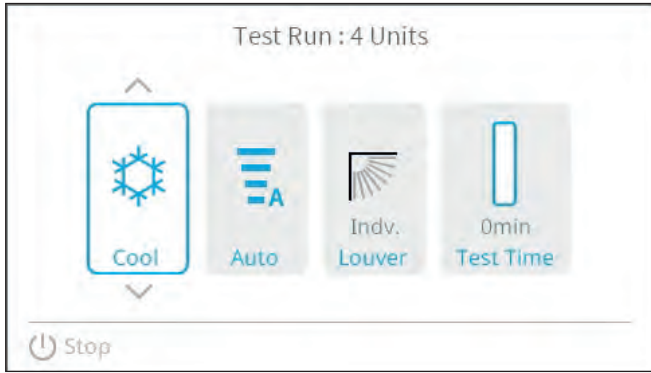 Test Run : 4 Units
A
Indv.
0min
Cool
Auto
Louver
Test Time
Stop